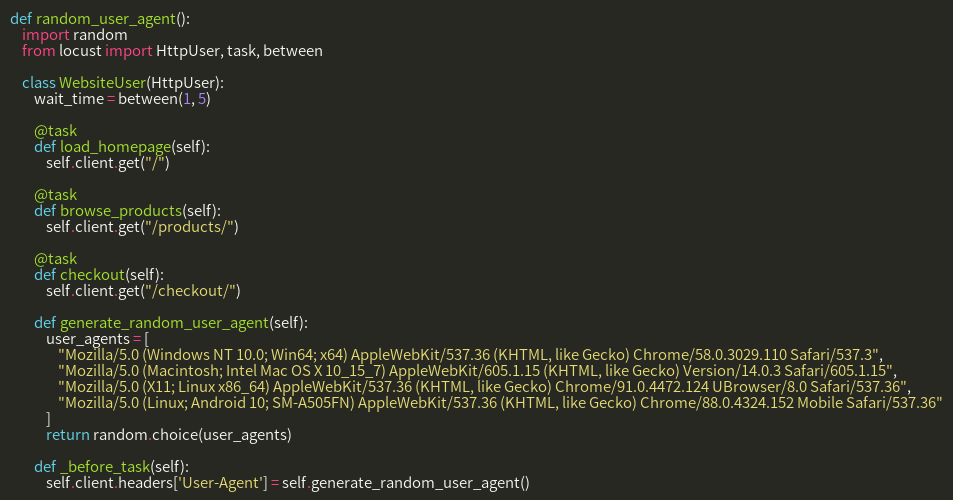 def random_user_agent():
    import random
    from locust import HttpUser, task, between

    class WebsiteUser(HttpUser):
        wait_time = between(1, 5)

        @task
        def load_homepage(self):
            self.client.get("/")

        @task
        def browse_products(self):
            self.client.get("/products/")

        @task
        def checkout(self):
            self.client.get("/checkout/")

        def generate_random_user_agent(self):
            user_agents = [
                "Mozilla/5.0 (Windows NT 10.0; Win64; x64) AppleWebKit/537.36 (KHTML, like Gecko) Chrome/58.0.3029.110 Safari/537.3",
                "Mozilla/5.0 (Macintosh; Intel Mac OS X 10_15_7) AppleWebKit/605.1.15 (KHTML, like Gecko) Version/14.0.3 Safari/605.1.15",
                "Mozilla/5.0 (X11; Linux x86_64) AppleWebKit/537.36 (KHTML, like Gecko) Chrome/91.0.4472.124 UBrowser/8.0 Safari/537.36",
                "Mozilla/5.0 (Linux; Android 10; SM-A505FN) AppleWebKit/537.36 (KHTML, like Gecko) Chrome/88.0.4324.152 Mobile Safari/537.36"
            ]
            return random.choice(user_agents)

        def _before_task(self):
            self.client.headers['User-Agent'] = self.generate_random_user_agent()